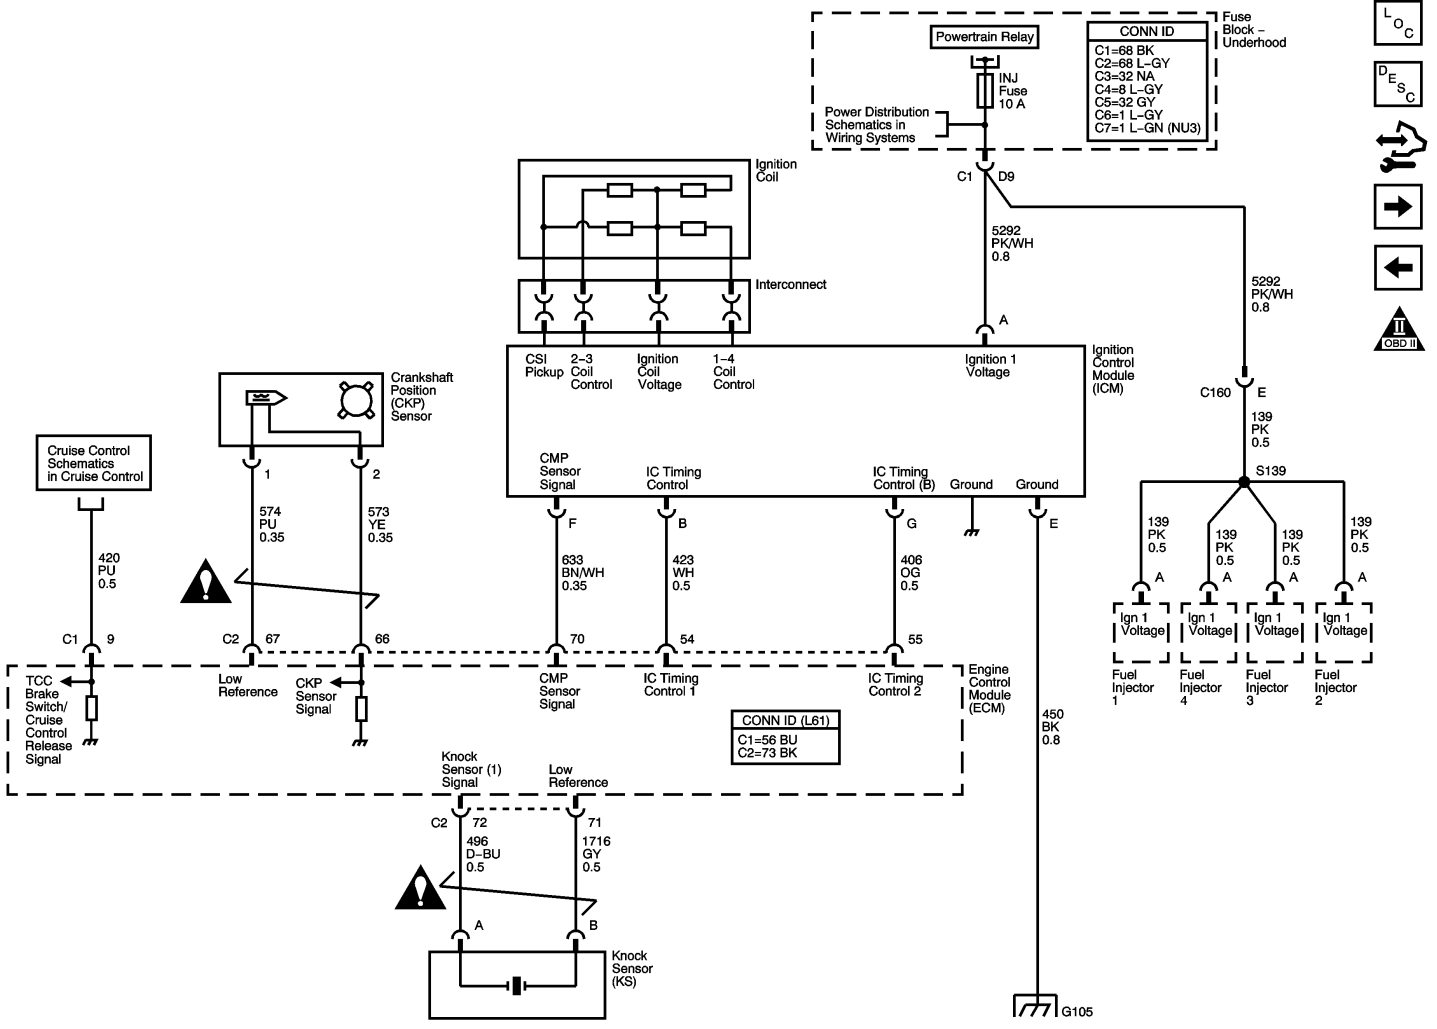 Powertrain Relay
INJ
Fuse
10 A
Power Distribution
Schematics in
Wiring Systems
CONN ID
C1=68 BK
C2=68 L-GY
C3=32 NA
C4=8 L-GY
C5=32 GY
C6=1 L-GY
C7=1 L-GN (NU3)
Fuse
Block –
Underhood
L
O
C
D
E
S
C
II
OBD II
C1
D9
5292
PK/WH
0.8
5292
PK/WH
0.8
Ignition
Coil
Interconnect
A
CSI
Pickup
2–3
Coil
Control
Ignition
Coil
Voltage
1–4
Coil
Control
Ignition 1
Voltage
Ignition
Control
Module
(ICM)
C160
E
139
PK
0.5
S139
Crankshaft
Position
(CKP)
Sensor
Cruise Control
Schematics
in Cruise Control
1
2
CMP
Sensor
Signal
IC Timing
Control
IC Timing
Control (B)
Ground
Ground
F
B
G
E
574
PU
0.35
573
YE
0.35
420
PU
0.5
633
BN/WH
0.35
423
WH
0.5
406
OG
0.5
139
PK
0.5
139
PK
0.5
139
PK
0.5
139
PK
0.5
A
A
A
A
Ign 1
Voltage
Ign 1
Voltage
Ign 1
Voltage
Ign 1
Voltage
Fuel
Injector
1
Fuel
Injector
4
Fuel
Injector
3
Fuel
Injector
2
C1
9
C2
67
66
70
54
55
TCC
Brake
Switch/
Cruise
Control
Release
Signal
Low
Reference
CKP
Sensor
Signal
CMP
Sensor
Signal
IC Timing
Control 1
IC Timing
Control 2
Engine
Control
Module
(ECM)
CONN ID (L61)
C1=56 BU
C2=73 BK
450
BK
0.8
Knock
Sensor (1)
Signal
Low
Reference
C2
72
71
496
D–BU
0.5
1716
GY
0.5
A
B
Knock
Sensor
(KS)
G105